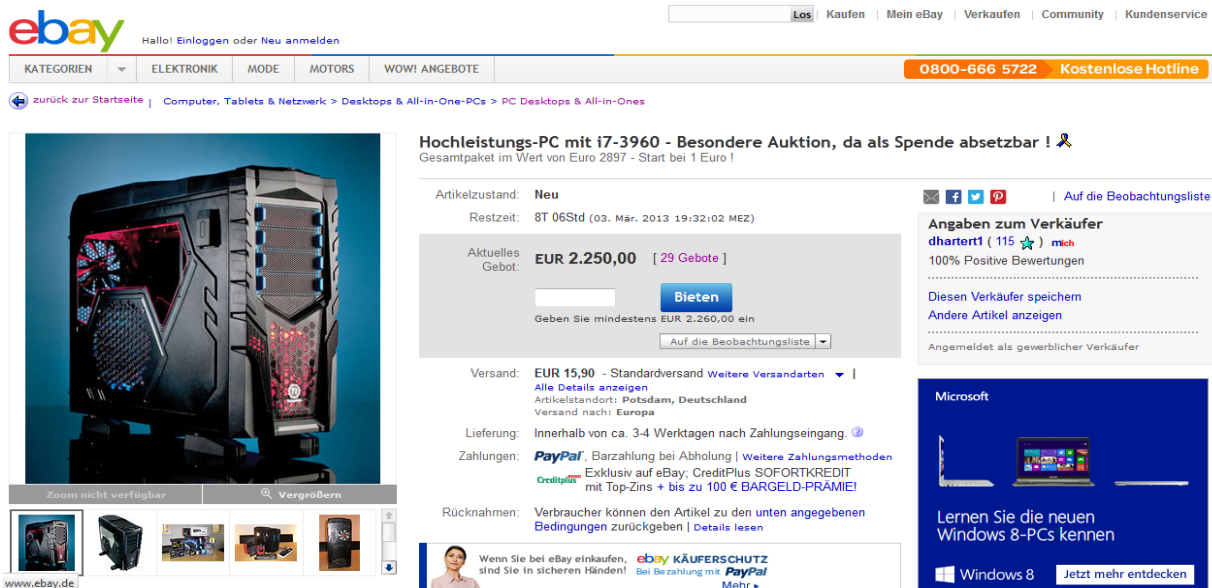 ebay
Hallo! Einloggen oder Neu anmelden
Los | Kaufen | Mein eBay | Verkaufen | Community | Kundenservice
KATEGORIEN ELEKTRONIK MODE MOTORS WOW! ANGEBOTE
0800-666 5722 Kostenlose Hotline
zurück zur Startseite | Computer, Tablets & Netzwerk > Desktops & All-in-One-PCs > PC Desktops & All-in-Ones
Hochleistungs-PC mit i7-3960 - Besondere Auktion, da als Spende absetzbar !
Gesamtpaket im Wert von Euro 2897 - Start bei 1 Euro !
Artikelzustand: Neu
Restzeit: 8T 06Std (03. Mär. 2013 19:32:02 MEZ)
Aktuelles Gebot: EUR 2.250,00 [ 29 Gebote ]
Bieten
Geben Sie mindestens EUR 2.260,00 ein
Auf die Beobachtungsliste
Versand: EUR 15,90 - Standardversand Weitere Versandarten |
Alle Details anzeigen
Artikelstandort: Potsdam, Deutschland
Versand nach: Europa
Lieferung: Innerhalb von ca. 3-4 Werktagen nach Zahlungseingang.
Zahlungen: PayPal, Barzahlung bei Abholung | Weitere Zahlungsmethoden
Creditplus Exklusiv auf eBay; CreditPlus SOFORTKREDIT
mit Top-Zins + bis zu 100 € BARGELD-PRÄMIE!
Rücknahmen: Verbraucher können den Artikel zu den unten angegebenen
Bedingungen zurückgeben | Details lesen
Wenn Sie bei eBay einkaufen,
sind Sie in sicheren Händen!
ebay KÄUFERSCHUTZ
Bei Bezahlung mit PayPal
Mehr
| Auf die Beobachtungsliste
Angaben zum Verkäufer
dhartert1 ( 115 ) mich
100% Positive Bewertungen
Diesen Verkäufer speichern
Andere Artikel anzeigen
Angemeldet als gewerblicher Verkäufer
Microsoft
Lernen Sie die neuen
Windows 8-PCs kennen
Windows 8 Jetzt mehr entdecken
Zoom nicht verfügbar Vergrößern
www.ebay.de